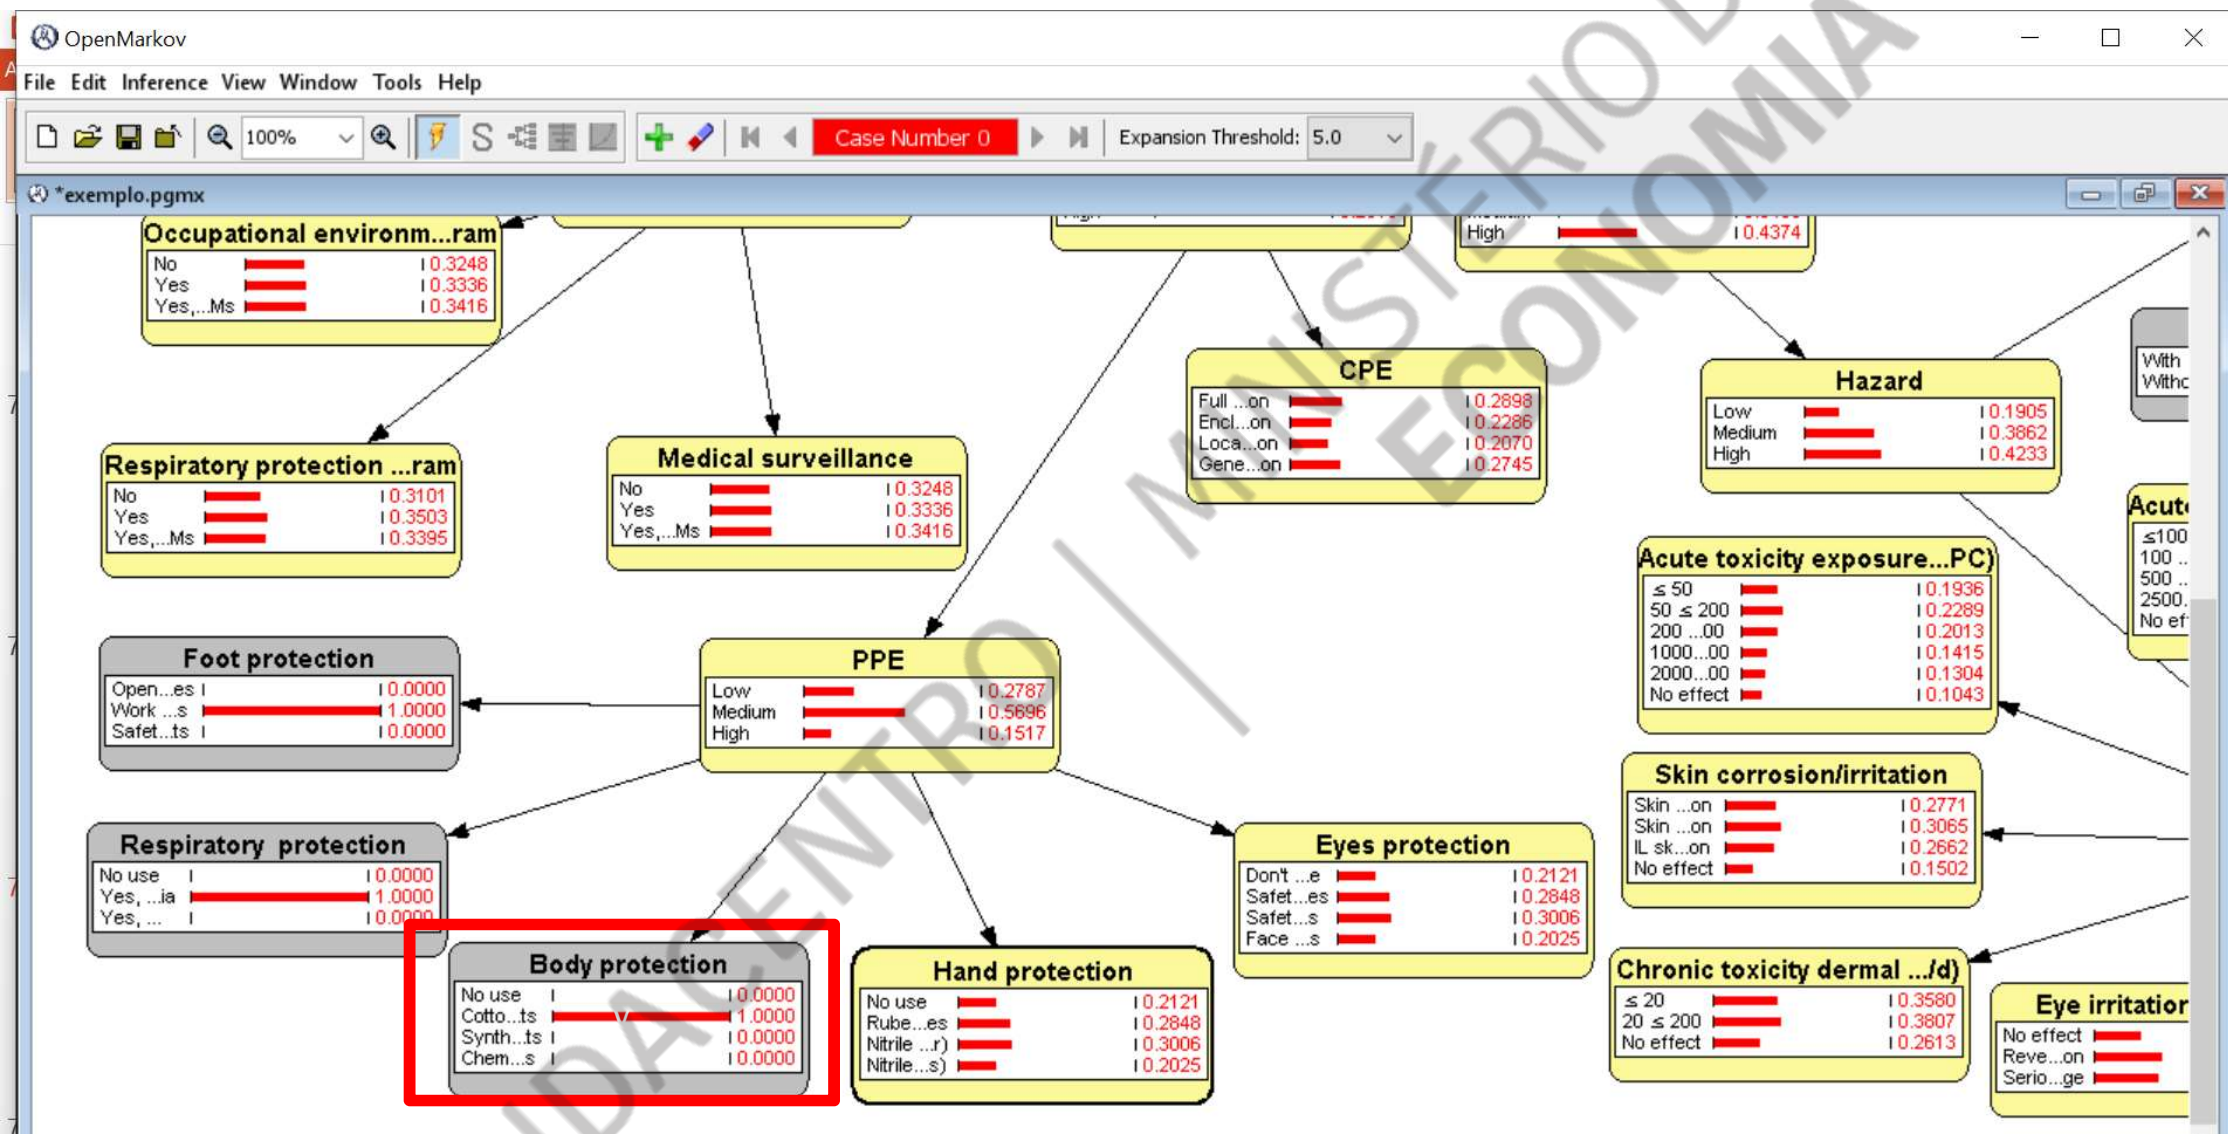 OpenMarkov
File Edit Inference View Window Tools Help
100%
S
Case Number 0
Expansion Threshold: 5.0
*exemplo.pgmx
Occupational environm...ram
No 0.3248
Yes 0.3336
Yes,...Ms 0.3416
High 0.4374
CPE
Full ...on 0.2898
Encl...on 0.2286
Loca...on 0.2070
Gene...on 0.2745
Hazard
Low 0.1905
Medium 0.3862
High 0.4233
With
Respiratory protection ...ram
No 0.3101
Yes 0.3503
Yes,...Ms 0.3395
Medical surveillance
No 0.3248
Yes 0.3336
Yes,...Ms 0.3416
≤100
100 ..
500 ..
2500.
Acute toxicity exposure...PC)
≤ 50 0.1936
50 ≤ 200 0.2289
200 ...00 0.2013
1000...00 0.1415
2000...00 0.1304
No effect 0.1043
Foot protection
Open...es 0.0000
Work ...s 1.0000
Safet...ts 0.0000
PPE
Low 0.2787
Medium 0.5696
High 0.1517
Skin corrosion/irritation
Skin ...on 0.2771
Skin ...on 0.3065
IL sk...on 0.2662
No effect 0.1502
Respiratory protection
No use 0.0000
Yes, ...ia 1.0000
Yes, ... 0.0000
Eyes protection
Don't ...e 0.2121
Safet...es 0.2848
Safet...s 0.3006
Face ...s 0.2025
Body protection
No use 0.0000
Cotto...ts 1.0000
Synth...ts 0.0000
Chem...s 0.0000
Hand protection
No use 0.2121
Rube...es 0.2848
Nitrile ...r) 0.3006
Nitrile...s) 0.2025
Chronic toxicity dermal .../d)
≤ 20 0.3580
20 ≤ 200 0.3807
No effect 0.2613
Eye irritation
No effect
Reve...on
Serio...ge
MINISTÉRIO D
ECONOMIA